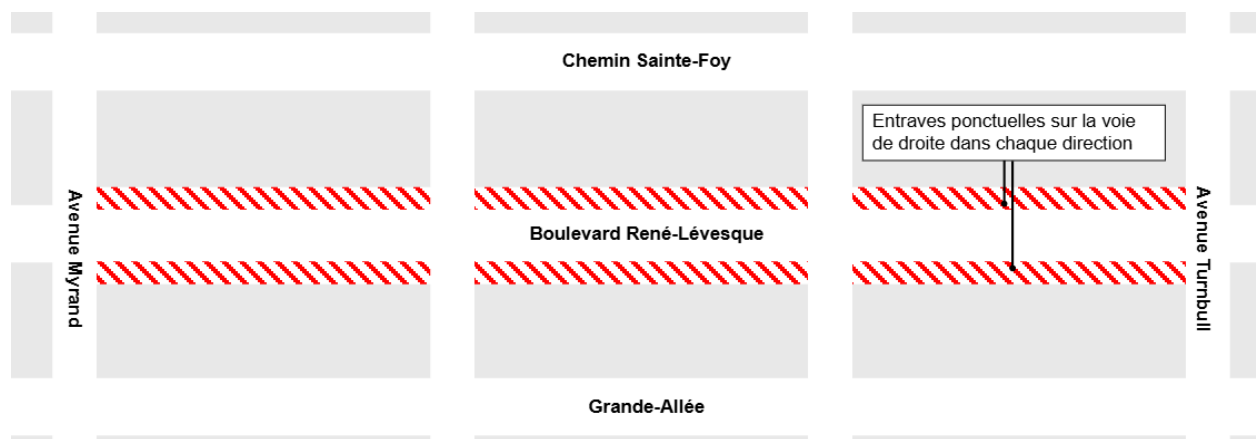 Chemin Sainte-Foy
Entraves ponctuelles sur la voie
de droite dans chaque direction
Avenue Myrand
Boulevard René-Lévesque
Avenue Turnbull
Grande-Allée